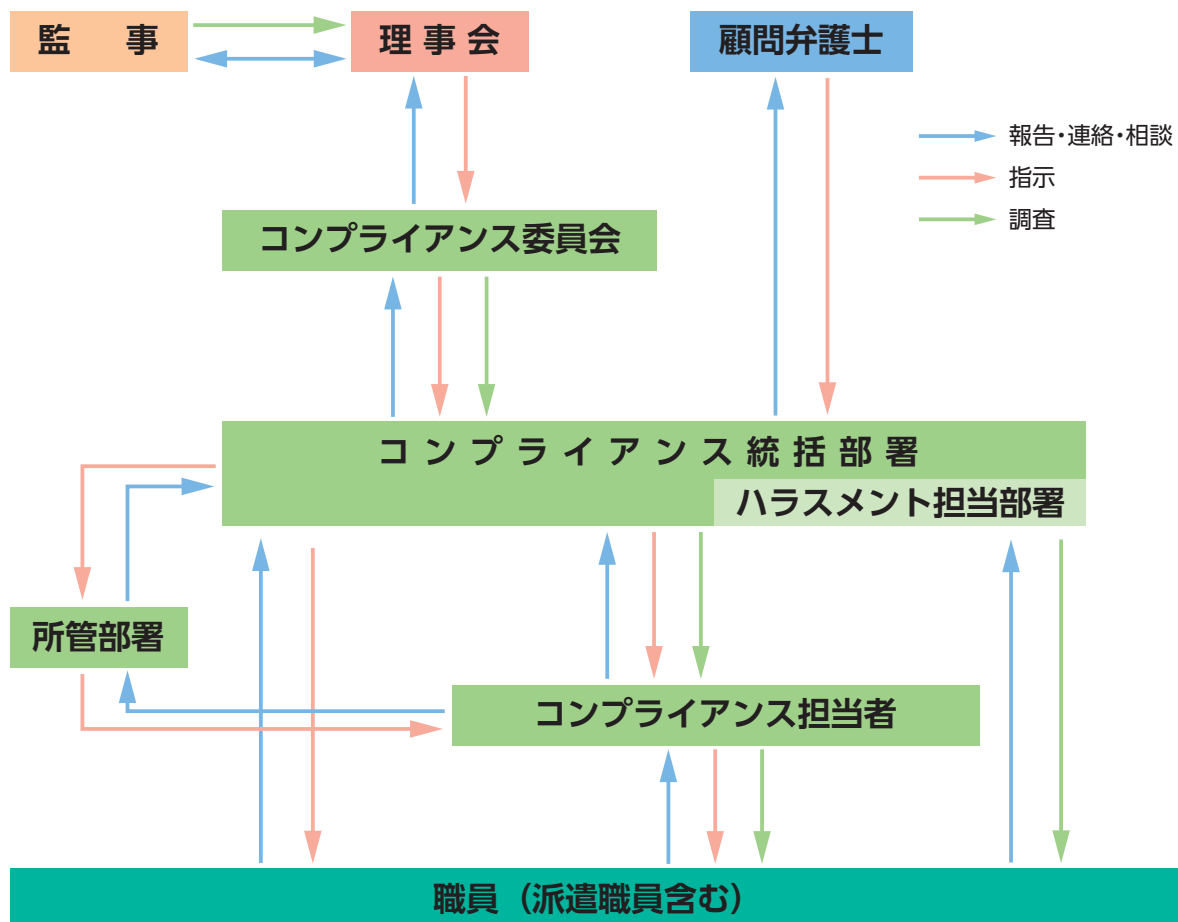 監　事
理 事 会
顧問弁護士
報告・連絡・相談
指示
調査
コンプライアンス委員会
コンプライアンス統括部署
ハラスメント担当部署
所管部署
コンプライアンス担当者
職員（派遣職員含む）